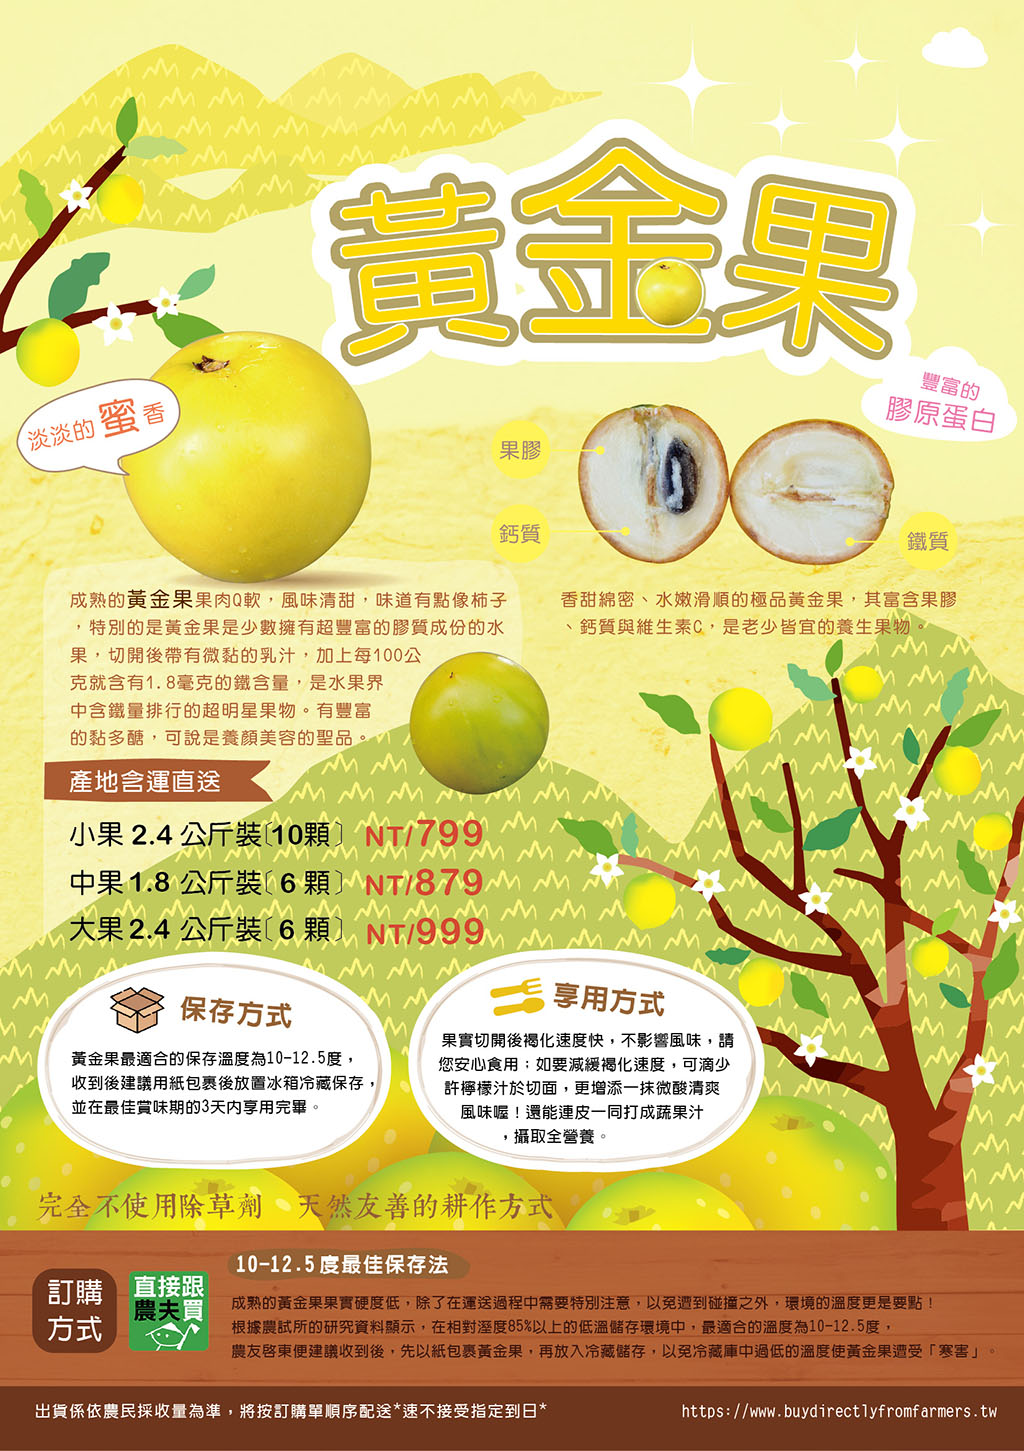 黃金果
淡淡的蜜香
豐富的
膠原蛋白
果膠
鈣質
鐵質
成熟的黃金果果肉Q軟，風味清甜，味道有點像柿子
，特別的是黃金果是少數擁有超豐富的膠質成份的水
果，切開後帶有微黏的乳汁，加上每100公
克就含有1.8毫克的鐵含量，是水果界
中含鐵量排行的超明星果物。有豐富
的黏多醣，可說是養顏美容的聖品。
香甜綿密、水嫩滑順的極品黃金果，其富含果膠
、鈣質與維生素C，是老少皆宜的養生果物。
產地含運直送
小果 2.4 公斤裝〔10顆〕 NT/799
中果 1.8 公斤裝〔6 顆〕 NT/879
大果 2.4 公斤裝〔6 顆〕 NT/999
保存方式
黃金果最適合的保存溫度為10-12.5度，
收到後建議用紙包裹後放置冰箱冷藏保存，
並在最佳賞味期的3天內享用完畢。
享用方式
果實切開後褐化速度快，不影響風味，請
您安心食用；如要減緩褐化速度，可滴少
許檸檬汁於切面，更增添一抹微酸清爽
風味喔！還能連皮一同打成蔬果汁
，攝取全營養。
完全不使用除草劑 天然友善的耕作方式
訂購
方式
直接跟
農夫買
10-12.5度最佳保存法
成熟的黃金果果實硬度低，除了在運送過程中需要特別注意，以免遭到碰撞之外，環境的溫度更是要點！
根據農試所的研究資料顯示，在相對溼度85%以上的低溫儲存環境中，最適合的溫度為10-12.5度，
農友啓東便建議收到後，先以紙包裹黃金果，再放入冷藏儲存，以免冷藏庫中過低的溫度使黃金果遭受「寒害」。
出貨係依農民採收量為準，將按訂購單順序配送*速不接受指定到日*
https://www.buydirectlyfromfarmers.tw